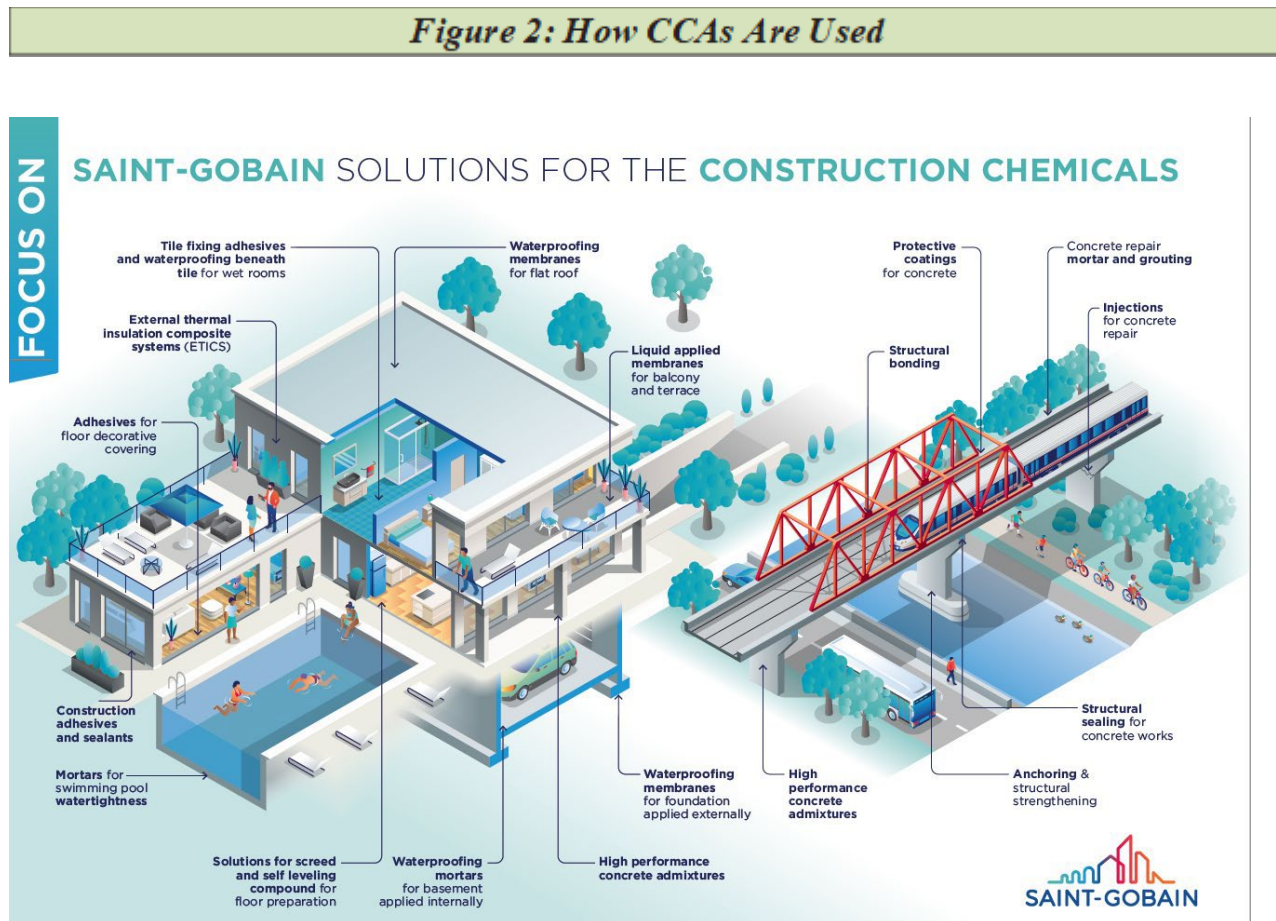 Figure 2: How CCAs Are Used
FOCUS ON
SAINT-GOBAIN SOLUTIONS FOR THE CONSTRUCTION CHEMICALS
Tile fixing adhesives
and waterproofing beneath
tile for wet rooms
Waterproofing
membranes
for flat roof
Protective
coatings
for concrete
Concrete repair
mortar and grouting
External thermal
insulation composite
systems (ETICS)
Injections
for concrete
repair
Liquid applied
membranes
for balcony
and terrace
Structural
bonding
Adhesives for
floor decorative
covering
Construction
adhesives
and sealants
Structural
sealing for
concrete works
Mortars for
swimming pool
watertightness
Waterproofing
membranes
for foundation
applied externally
High
performance
concrete
admixtures
Anchoring &
structural
strengthening
Solutions for screed
and self leveling
compound for
floor preparation
Waterproofing
mortars
for basement
applied internally
High performance
concrete admixtures
SAINT-GOBAIN